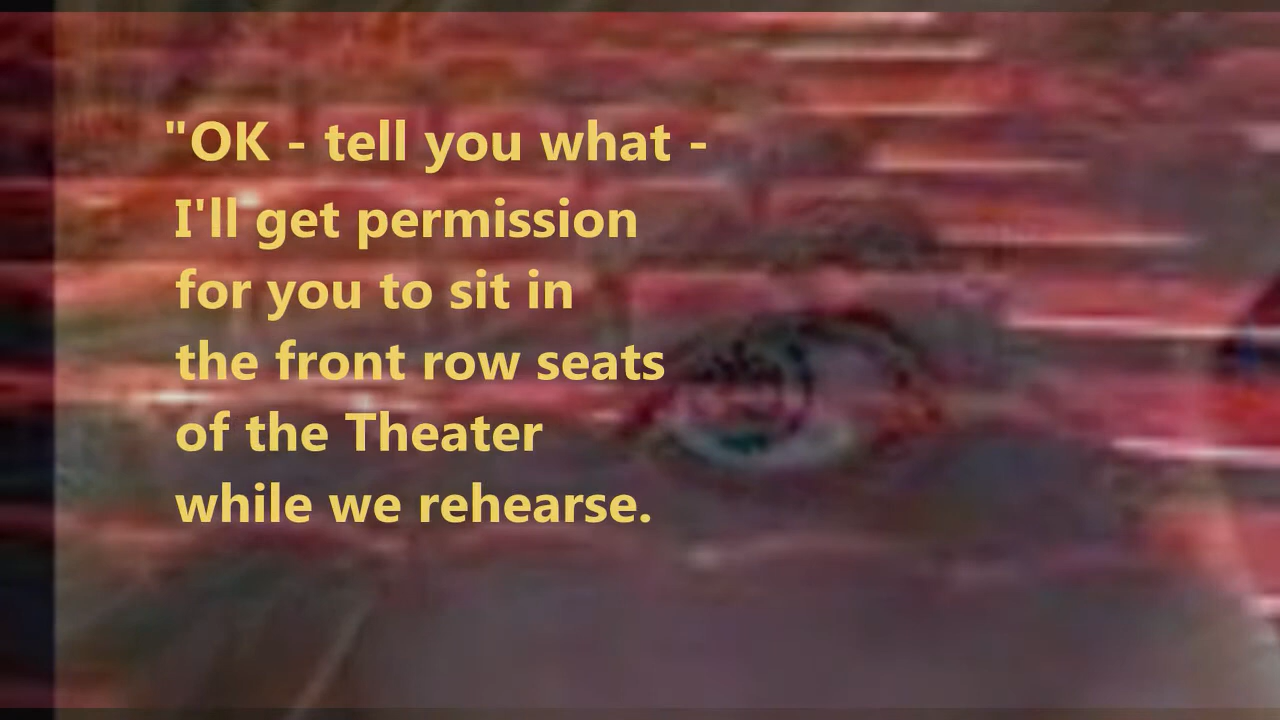 "OK - tell you what -
I'll get permission
for you to sit in
the front row seats
of the Theater
while we rehearse.